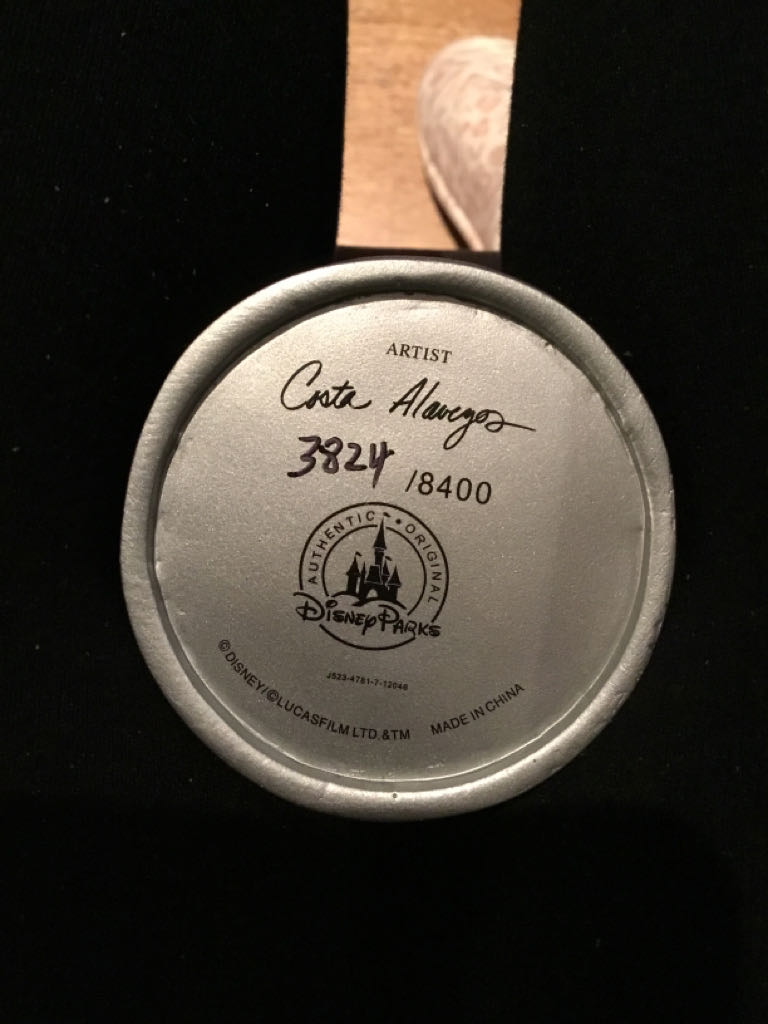 ARTIST
Costa Alavezos
3824 /8400
AUTHENTIC ORIGINAL
Disney Parks
J523-4781-7-12046
© DISNEY/© LUCASFILM LTD. & TM MADE IN CHINA